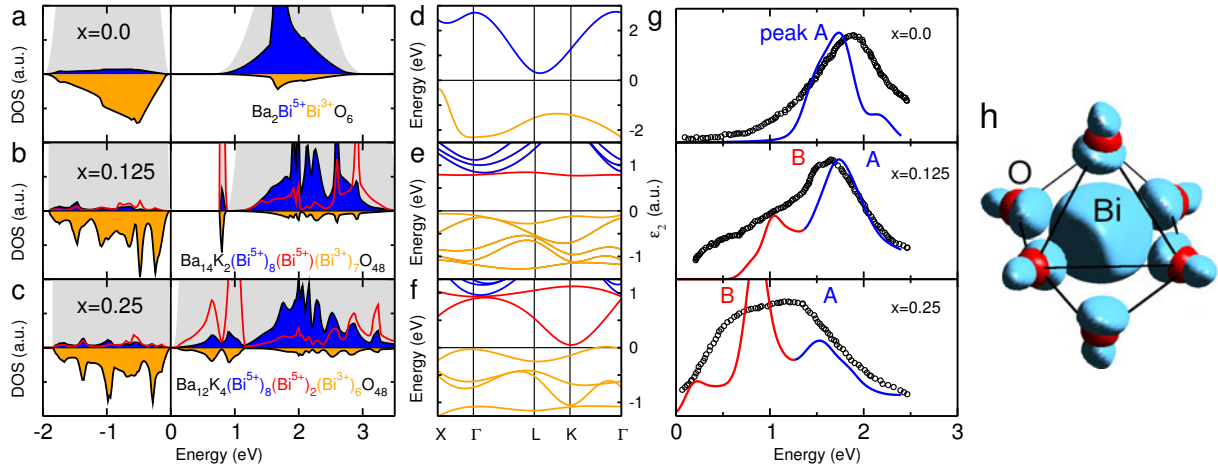 a
x=0.0
DOS (a.u.)
Ba₂Bi⁵⁺Bi³⁺O₆
b
x=0.125
DOS (a.u.)
Ba₁₄K₂(Bi⁵⁺)₈(Bi⁵⁺)(Bi³⁺)₇O₄₈
c
x=0.25
DOS (a.u.)
Ba₁₂K₄(Bi⁵⁺)₈(Bi⁵⁺)₂(Bi³⁺)₆O₄₈
-2 -1 0 1 2 3
Energy (eV)
d
Energy (eV)
2
0
-2
e
Energy (eV)
1
0
-1
f
Energy (eV)
1
0
-1
X Γ L K Γ
g
peak A
x=0.0
B
A
x=0.125
ε₂ (a.u.)
B
A
x=0.25
0 1 2 3
Energy (eV)
h
O
Bi